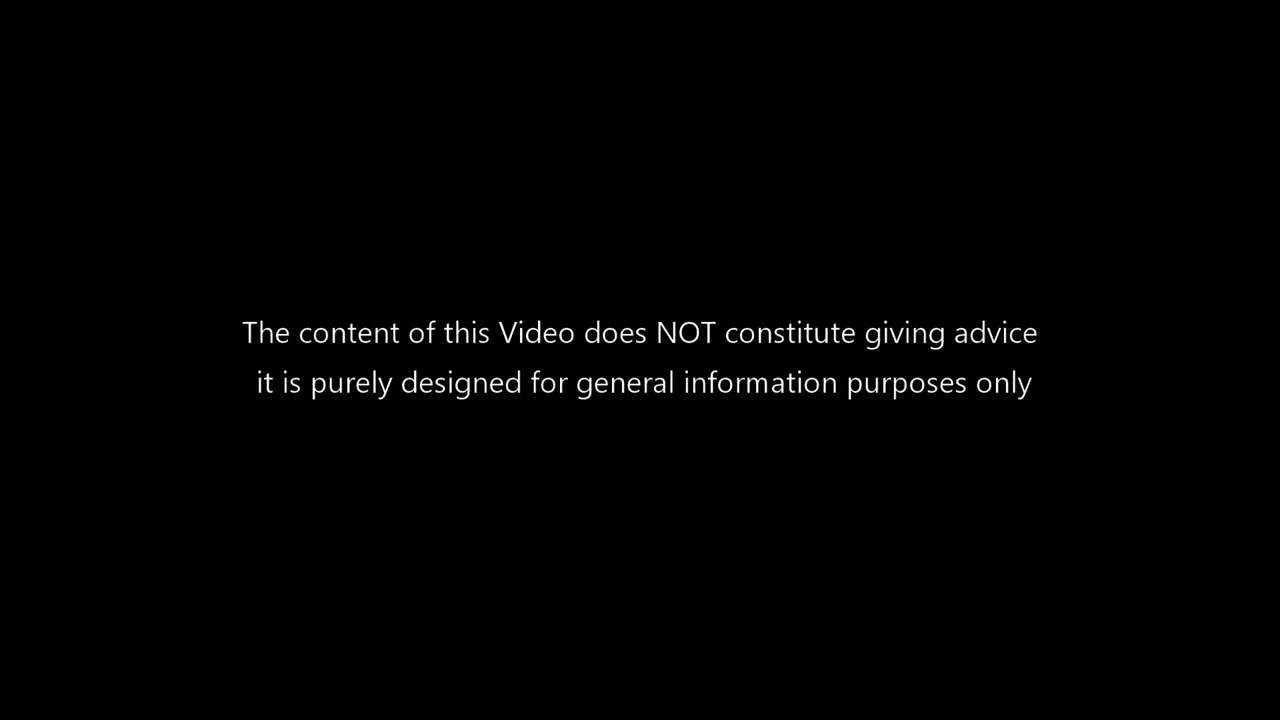 The content of this Video does NOT constitute giving advice
it is purely designed for general information purposes only